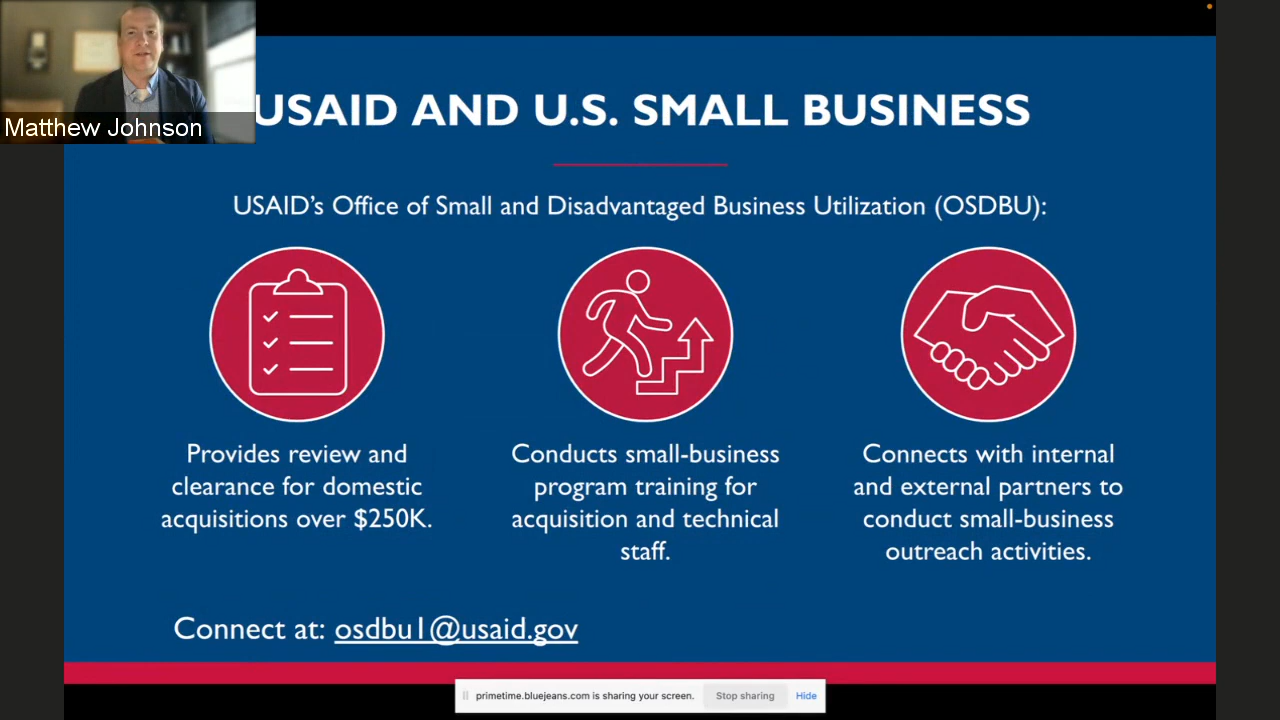 Matthew Johnson
USAID AND U.S. SMALL BUSINESS
USAID’s Office of Small and Disadvantaged Business Utilization (OSDBU):
Provides review and
clearance for domestic
acquisitions over $250K.
Conducts small-business
program training for
acquisition and technical
staff.
Connects with internal
and external partners to
conduct small-business
outreach activities.
Connect at: osdbu1@usaid.gov
primetime.bluejeans.com is sharing your screen. Stop sharing Hide